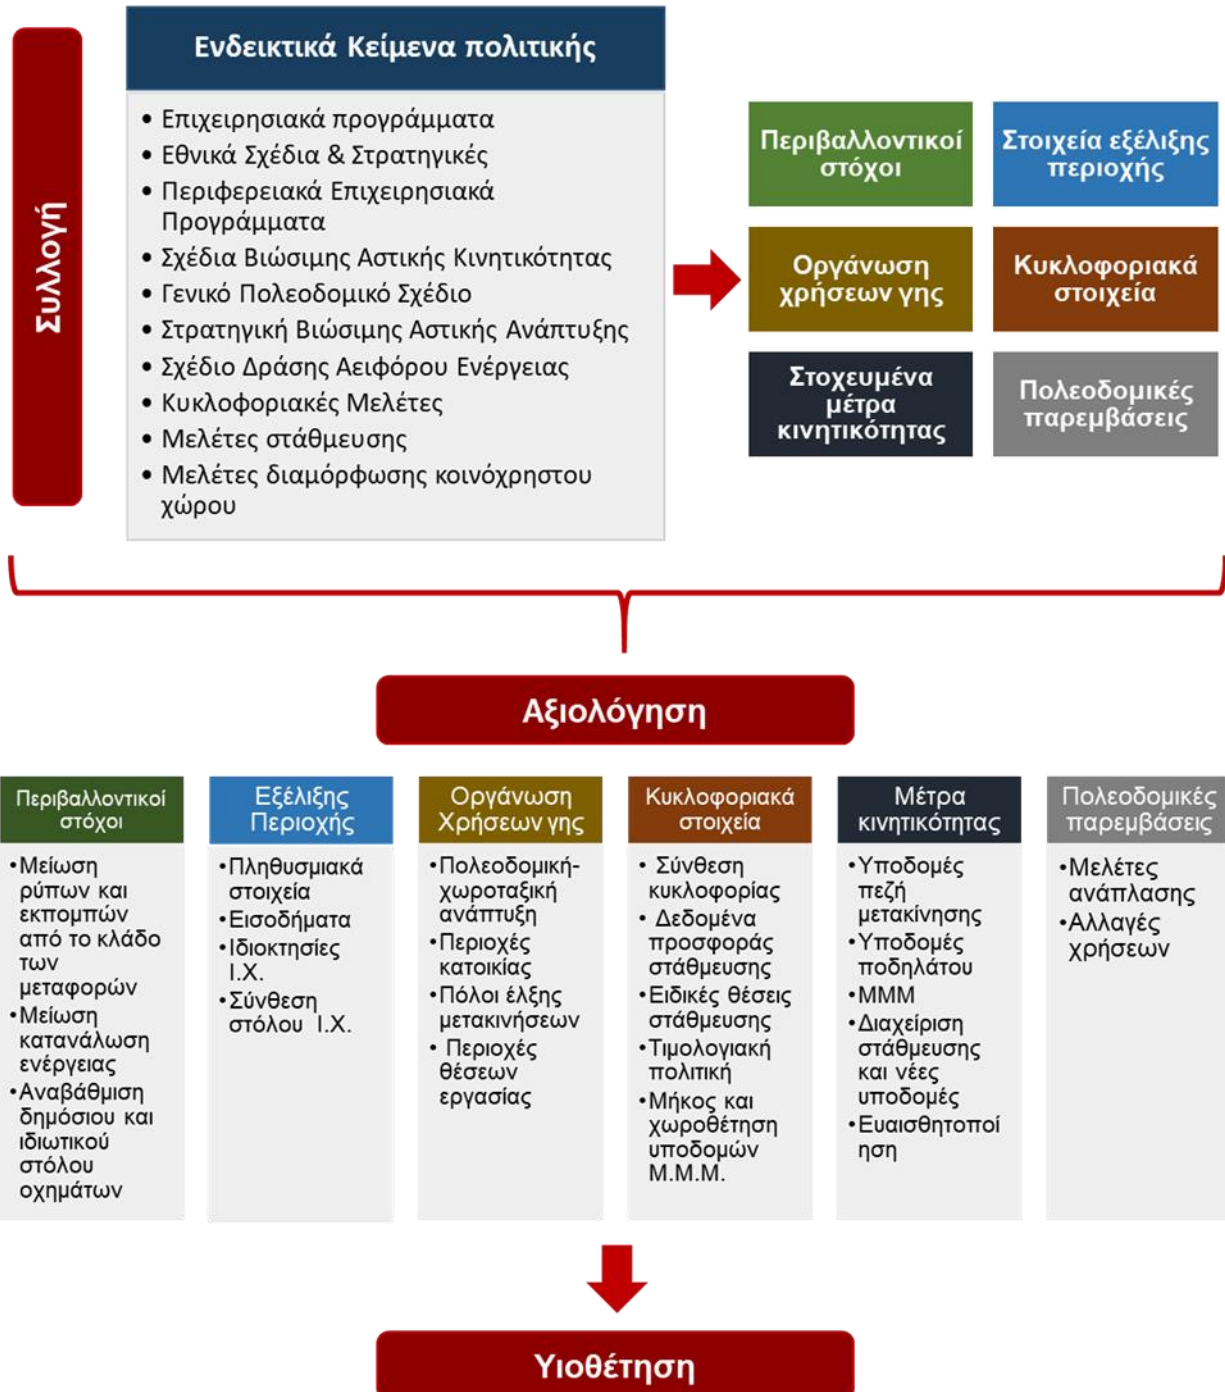 Συλλογή
Ενδεικτικά Κείμενα πολιτικής
• Επιχειρησιακά προγράμματα
• Εθνικά Σχέδια & Στρατηγικές
• Περιφερειακά Επιχειρησιακά
Προγράμματα
• Σχέδια Βιώσιμης Αστικής Κινητικότητας
• Γενικό Πολεοδομικό Σχέδιο
• Στρατηγική Βιώσιμης Αστικής Ανάπτυξης
• Σχέδιο Δράσης Αειφόρου Ενέργειας
• Κυκλοφοριακές Μελέτες
• Μελέτες στάθμευσης
• Μελέτες διαμόρφωσης κοινόχρηστου
χώρου
Περιβαλλοντικοί
στόχοι
Στοιχεία εξέλιξης
περιοχής
Οργάνωση
χρήσεων γης
Κυκλοφοριακά
στοιχεία
Στοχευμένα
μέτρα
κινητικότητας
Πολεοδομικές
παρεμβάσεις
Αξιολόγηση
Περιβαλλοντικοί
στόχοι
•Μείωση
ρύπων και
εκπομπών
από το κλάδο
των
μεταφορών
•Μείωση
κατανάλωση
ενέργειας
•Αναβάθμιση
δημόσιου και
ιδιωτικού
στόλου
οχημάτων
Εξέλιξης
Περιοχής
•Πληθυσμιακά
στοιχεία
•Εισοδήματα
•Ιδιοκτησίες
Ι.Χ.
•Σύνθεση
στόλου Ι.Χ.
Οργάνωση
Χρήσεων γης
•Πολεοδομική-
χωροταξική
ανάπτυξη
•Περιοχές
κατοικίας
•Πόλοι έλξης
μετακινήσεων
• Περιοχές
θέσεων
εργασίας
Κυκλοφοριακά
στοιχεία
• Σύνθεση
κυκλοφορίας
• Δεδομένα
προσφοράς
στάθμευσης
•Ειδικές θέσεις
στάθμευσης
•Τιμολογιακή
πολιτική
•Μήκος και
χωροθέτηση
υποδομών
Μ.Μ.Μ.
Μέτρα
κινητικότητας
•Υποδομές
πεζή
μετακίνησης
•Υποδομές
ποδηλάτου
•ΜΜΜ
•Διαχείριση
στάθμευσης
και νέες
υποδομές
•Ευαισθητοποί
ηση
Πολεοδομικές
παρεμβάσεις
•Μελέτες
ανάπλασης
•Αλλαγές
χρήσεων
Υιοθέτηση